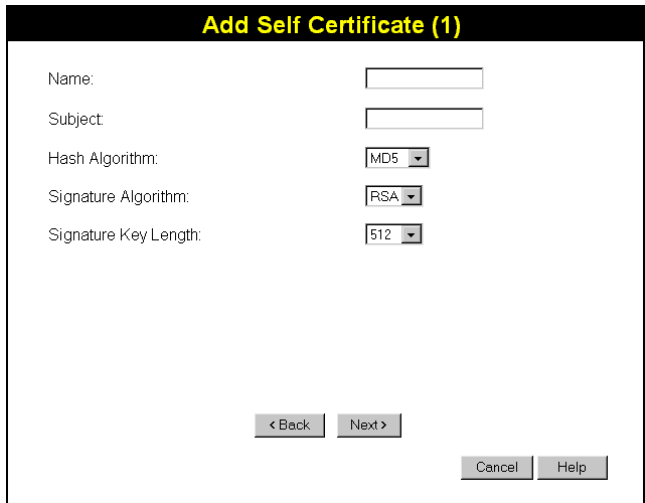 Add Self Certificate (1)
Name:
Subject:
Hash Algorithm: MD5
Signature Algorithm: RSA
Signature Key Length: 512
< Back Next >
Cancel Help